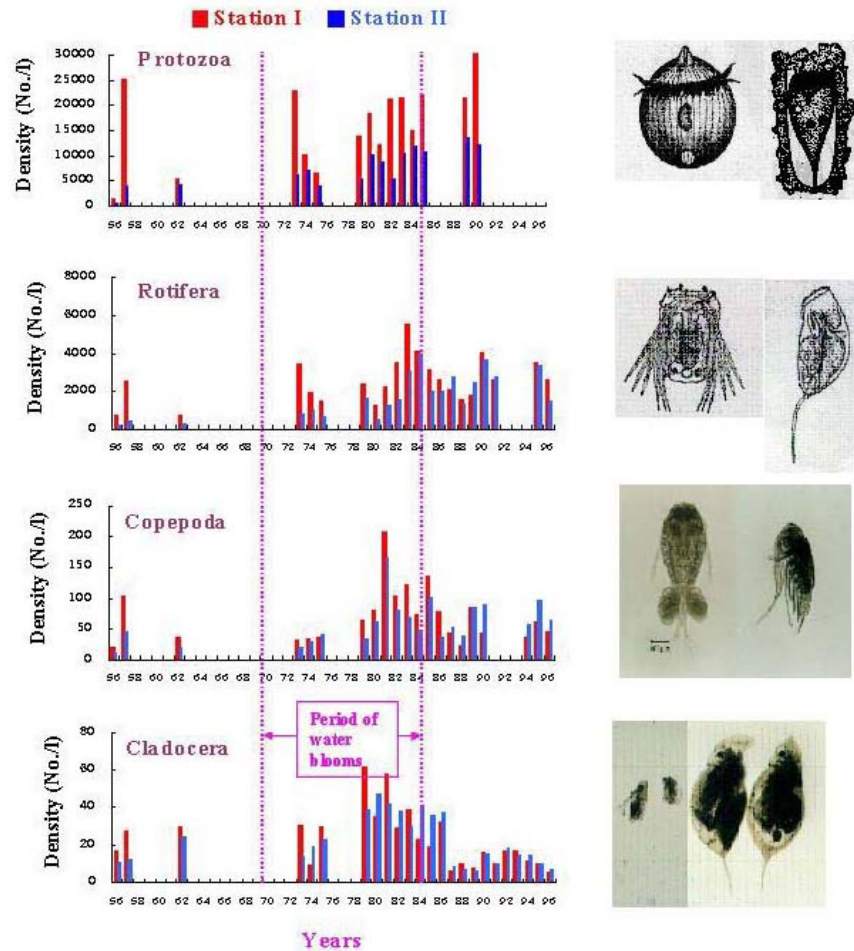 Station I Station II
Protozoa
Density (No./l)
30000
25000
20000
15000
10000
5000
0
56 58 60 62 64 66 68 70 72 74 76 78 80 82 84 86 88 90 92 94 96
Rotifera
Density (No./l)
8000
6000
4000
2000
0
56 58 60 62 64 66 68 70 72 74 76 78 80 82 84 86 88 90 92 94 96
Copepoda
Density (No./l)
250
200
150
100
50
0
56 58 60 62 64 66 68 70 72 74 76 78 80 82 84 86 88 90 92 94 96
Cladocera
Density (No./l)
Period of
water
blooms
80
60
40
20
0
56 58 60 62 64 66 68 70 72 74 76 78 80 82 84 86 88 90 92 94 96
Years